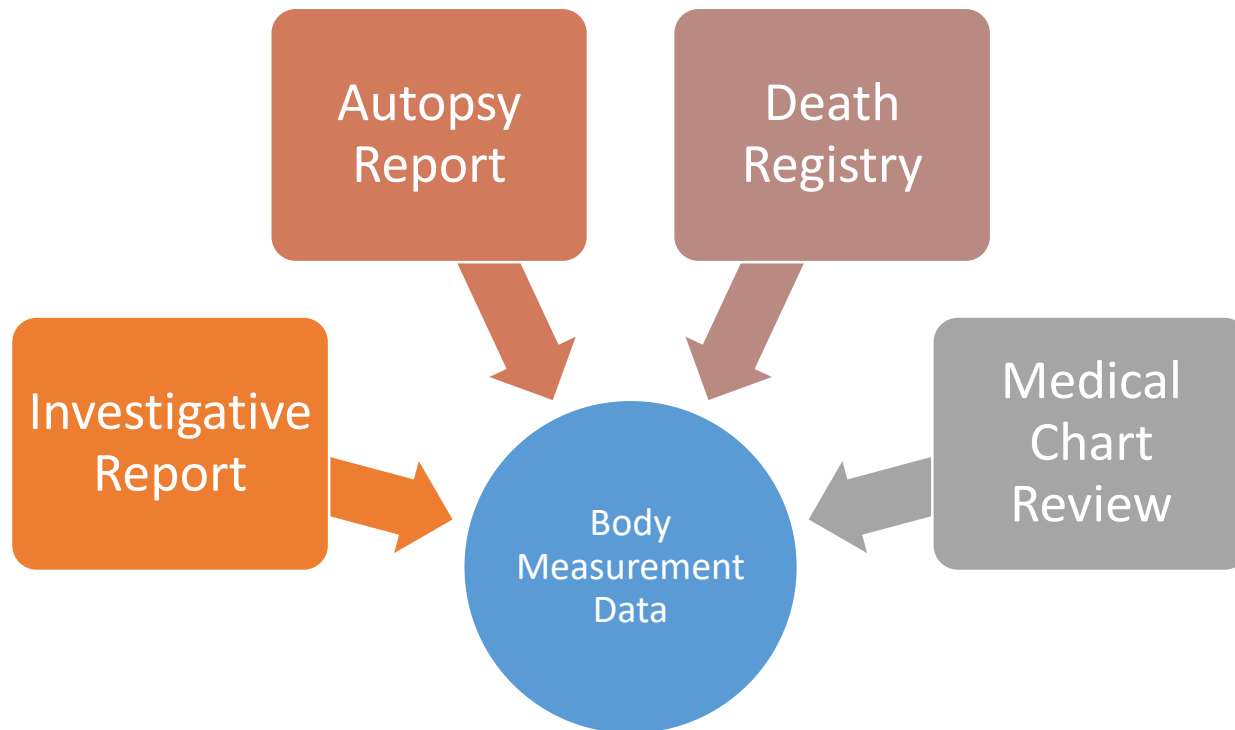 Autopsy
Report
Death
Registry
Investigative
Report
Medical
Chart
Review
Body
Measurement
Data